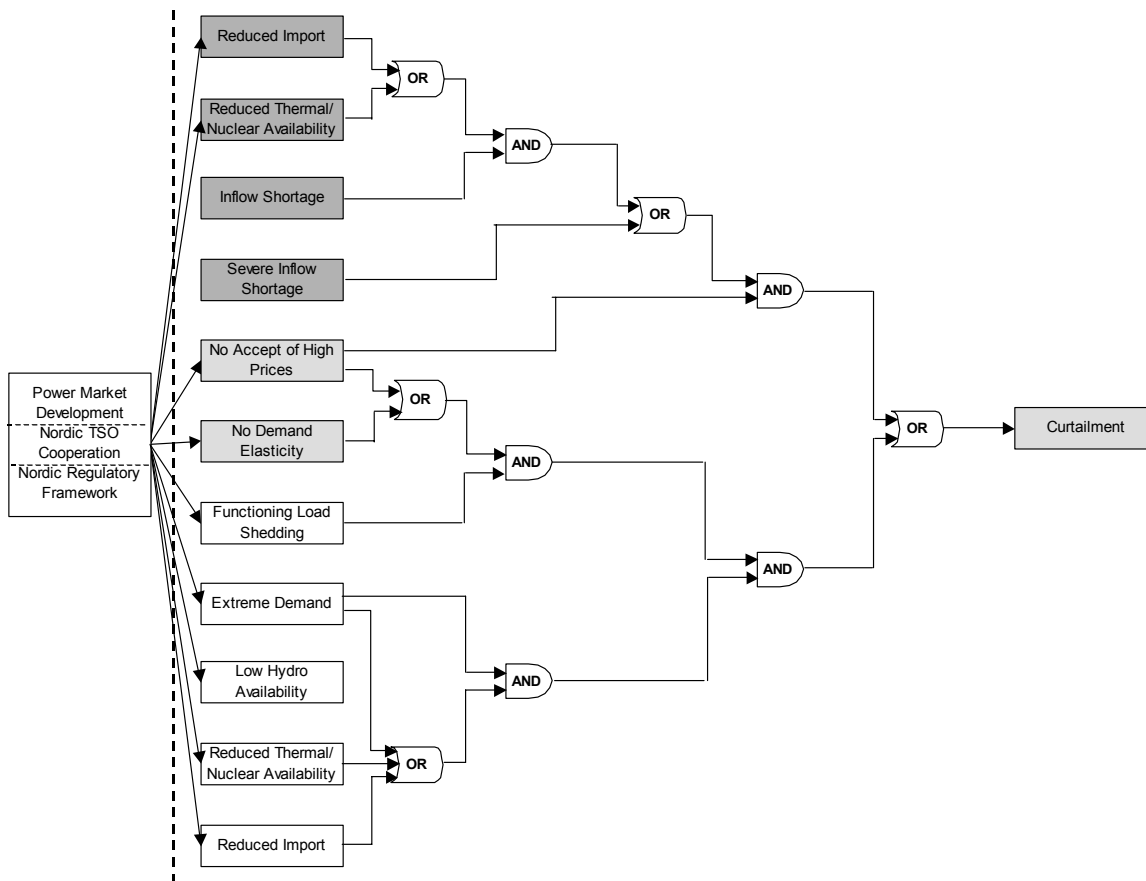 Reduced Import
OR
Reduced Thermal/
Nuclear Availability
AND
Inflow Shortage
OR
Severe Inflow
Shortage
AND
No Accept of High
Prices
Power Market
Development
Nordic TSO
Cooperation
Nordic Regulatory
Framework
OR
No Demand
Elasticity
OR
Curtailment
AND
Functioning Load
Shedding
AND
Extreme Demand
Low Hydro
Availability
AND
Reduced Thermal/
Nuclear Availability
OR
Reduced Import